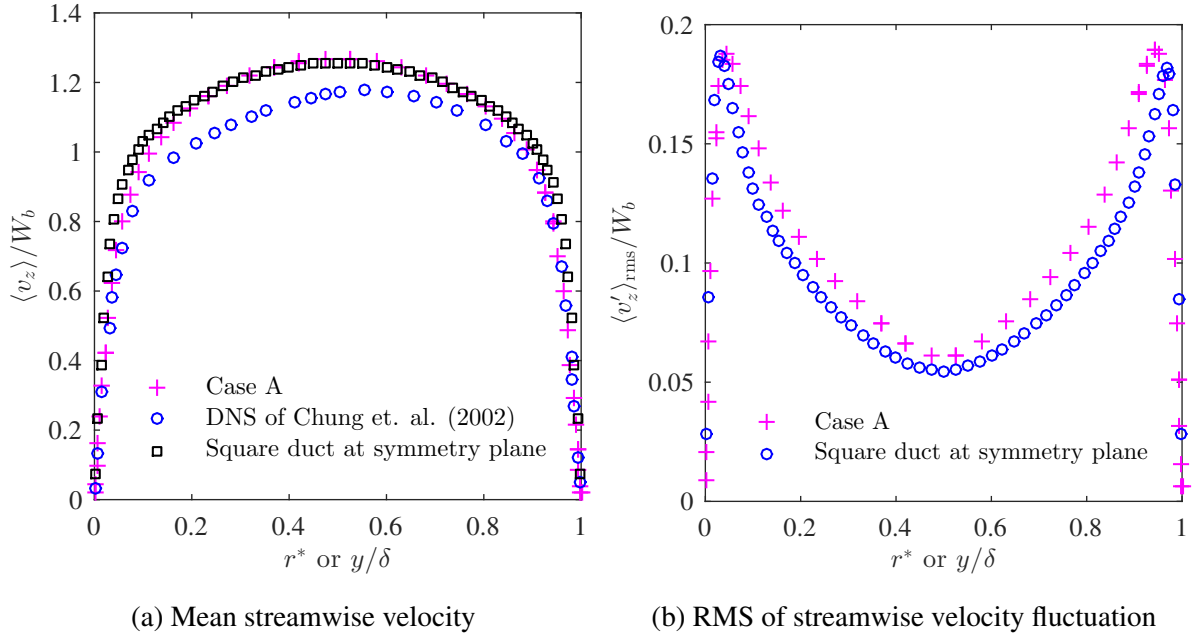 1.4
1.2
1
0.8
0.6
0.4
0.2
0
⟨v_z⟩/W_b
Case A
DNS of Chung et. al. (2002)
Square duct at symmetry plane
0 0.2 0.4 0.6 0.8 1
r* or y/δ
(a) Mean streamwise velocity
0.2
0.15
0.1
0.05
0
⟨v′_z⟩_rms/W_b
Case A
Square duct at symmetry plane
0 0.2 0.4 0.6 0.8 1
r* or y/δ
(b) RMS of streamwise velocity fluctuation